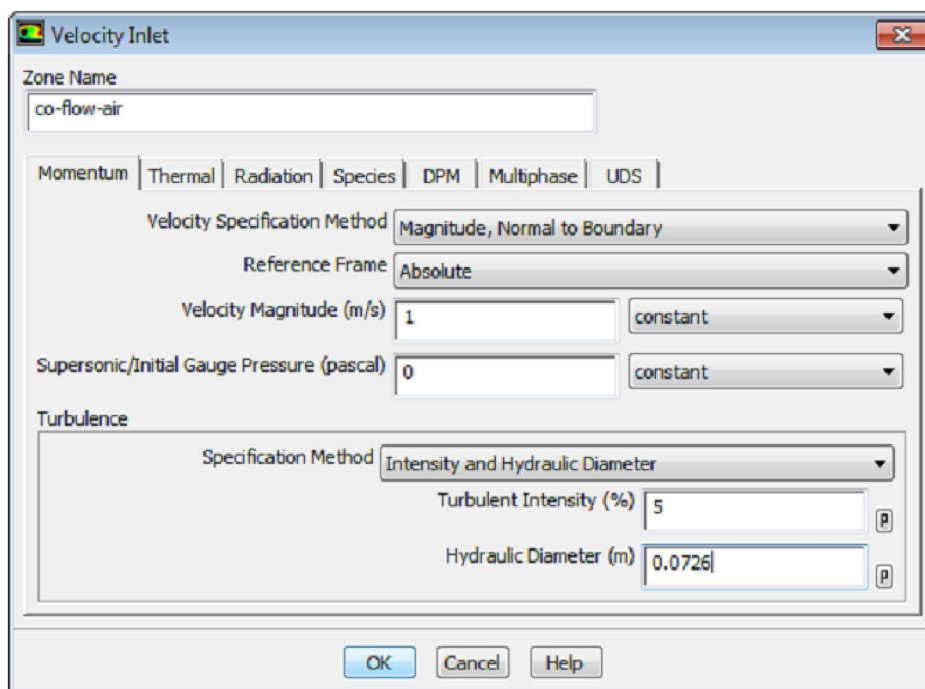 Velocity Inlet
Zone Name
co-flow-air
Momentum Thermal Radiation Species DPM Multiphase UDS
Velocity Specification Method Magnitude, Normal to Boundary
Reference Frame Absolute
Velocity Magnitude (m/s) 1 constant
Supersonic/Initial Gauge Pressure (pascal) 0 constant
Turbulence
Specification Method Intensity and Hydraulic Diameter
Turbulent Intensity (%) 5 P
Hydraulic Diameter (m) 0.0726 P
OK Cancel Help